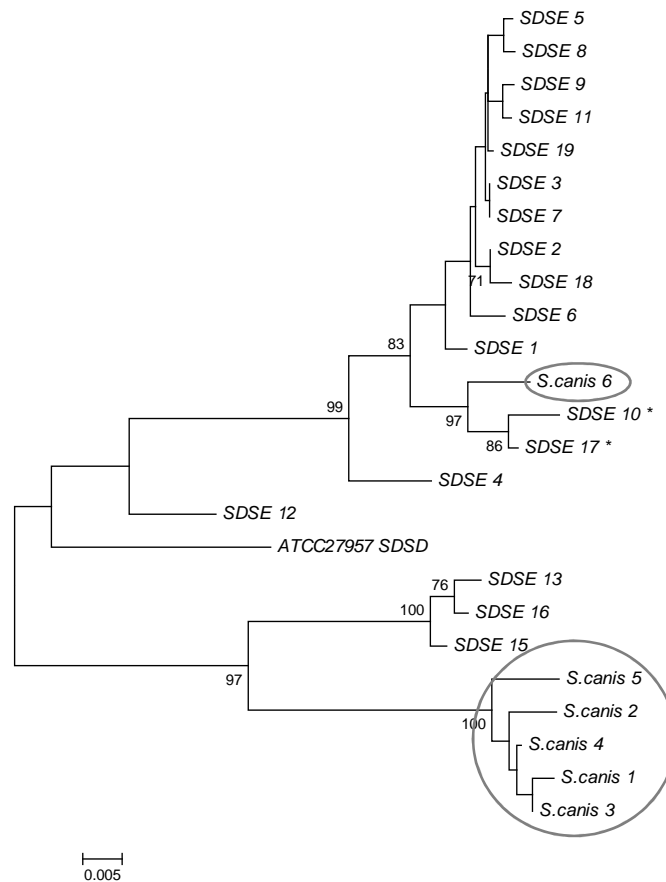 SDSE 5
SDSE 8
SDSE 9
SDSE 11
SDSE 19
SDSE 3
SDSE 7
SDSE 2
71
SDSE 18
SDSE 6
83
SDSE 1
S.canis 6
99
97
SDSE 10 *
86
SDSE 17 *
SDSE 4
SDSE 12
ATCC27957 SDSD
76
SDSE 13
100
SDSE 16
SDSE 15
97
S.canis 5
100
S.canis 2
S.canis 4
S.canis 1
S.canis 3
0.005